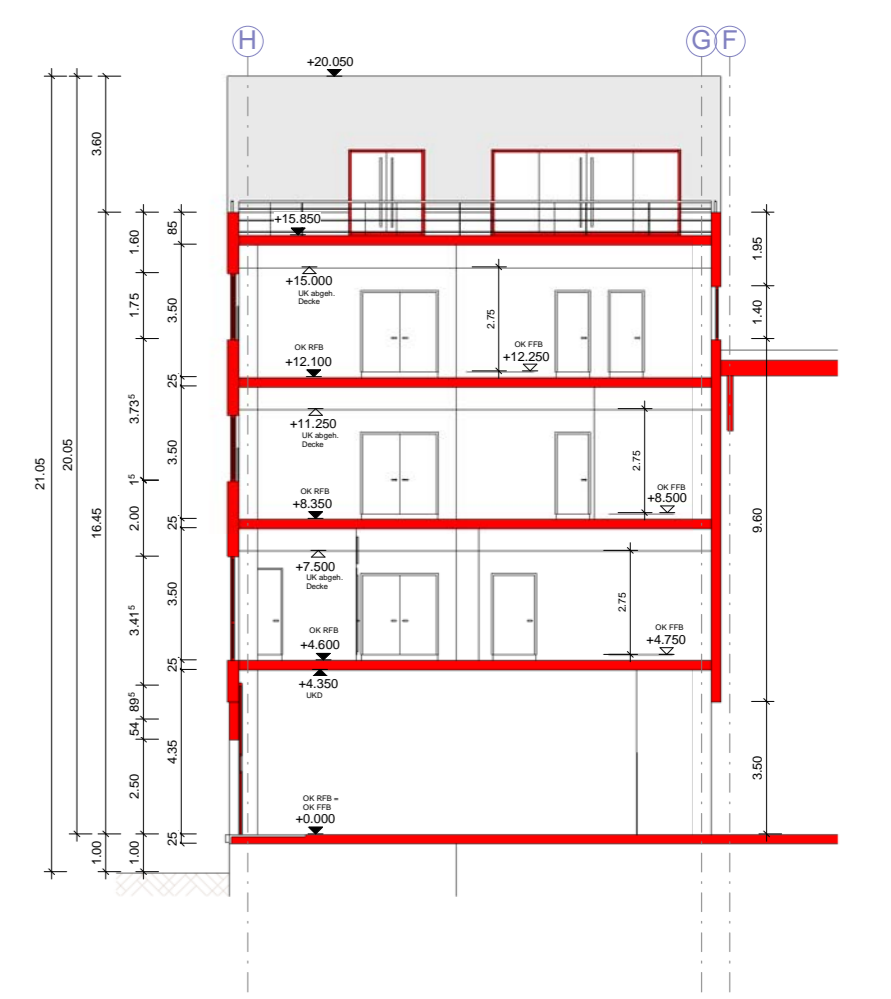 H
G
F
+20.050
+15.850
+15.000
UK abgeh.
Decke
OK RFB
+12.100
OK FFB
+12.250
2.75
+11.250
UK abgeh.
Decke
OK RFB
+8.350
2.75
OK FFB
+8.500
+7.500
UK abgeh.
Decke
OK RFB
+4.600
2.75
OK FFB
+4.750
+4.350
UKD
OK RFB =
OK FFB
+0.000
21.05
20.05
3.60
16.45
1.00
1.60
1.75
3.73⁵
1⁵
2.00
3.41⁵
89⁵
54
2.50
1.00
85
3.50
25
3.50
25
3.50
25
4.35
25
1.95
1.40
9.60
3.50